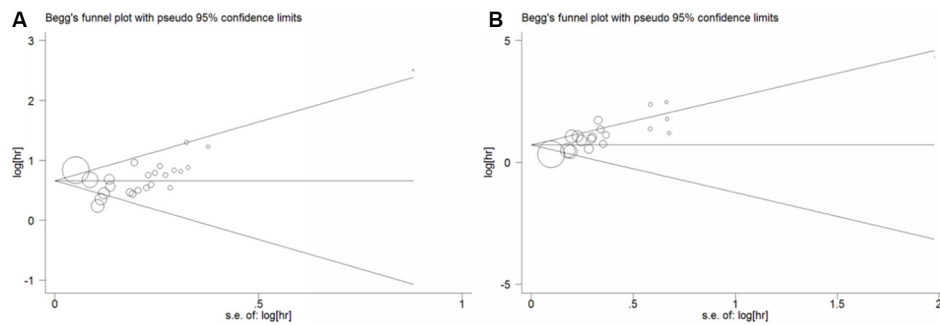 A
Begg's funnel plot with pseudo 95% confidence limits
3
2
1
0
-1
log[hr]
0
.5
1
s.e. of: log[hr]
B
Begg's funnel plot with pseudo 95% confidence limits
5
0
-5
log[hr]
0
.5
1
1.5
2
s.e. of: log[hr]